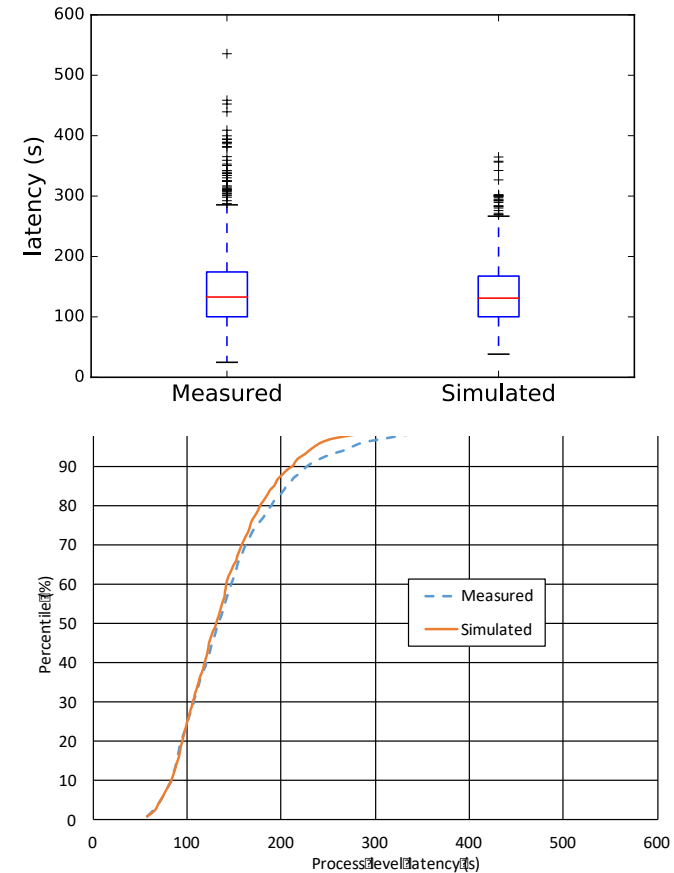 600
500
400
300
200
100
0
latency (s)
Measured
Simulated
90
80
70
60
50
40
30
20
10
0
Percentile (%)
Measured
Simulated
0 100 200 300 400 500 600
Process level latency (s)